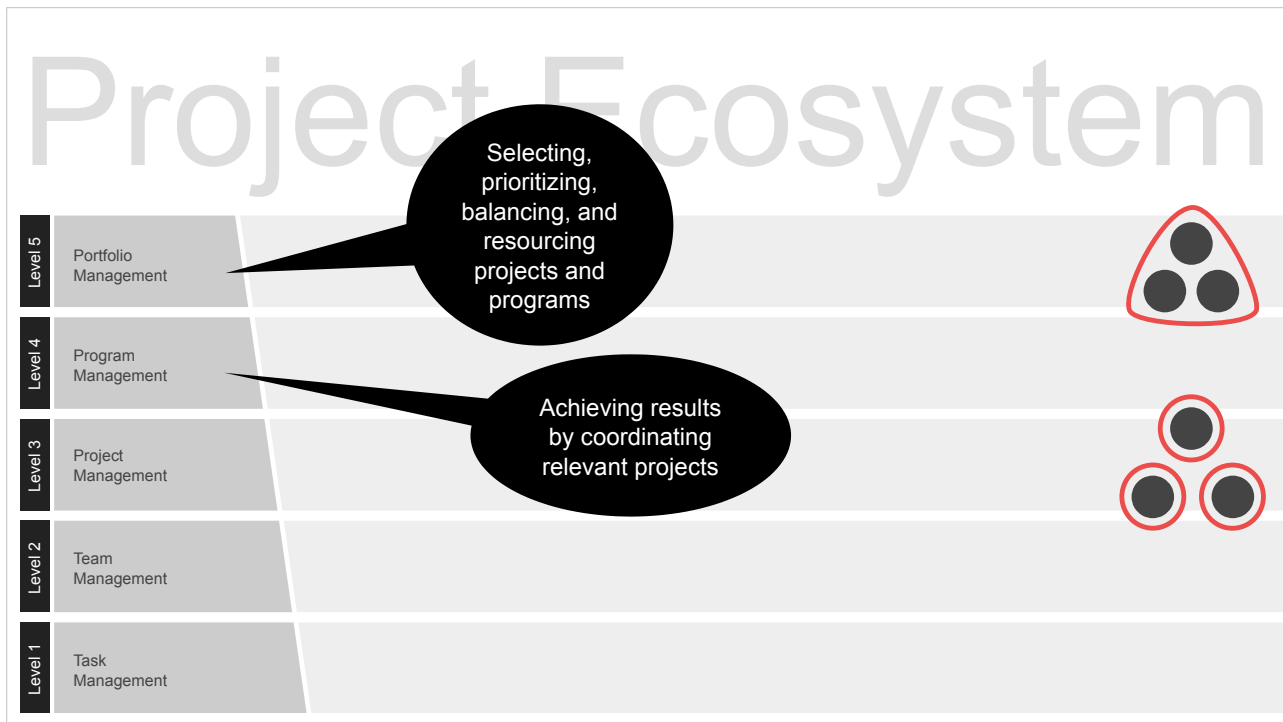 Project Ecosystem
Selecting,
prioritizing,
balancing, and
resourcing
projects and
programs
Level 5
Portfolio
Management
Level 4
Program
Management
Achieving results
by coordinating
relevant projects
Level 3
Project
Management
Level 2
Team
Management
Level 1
Task
Management